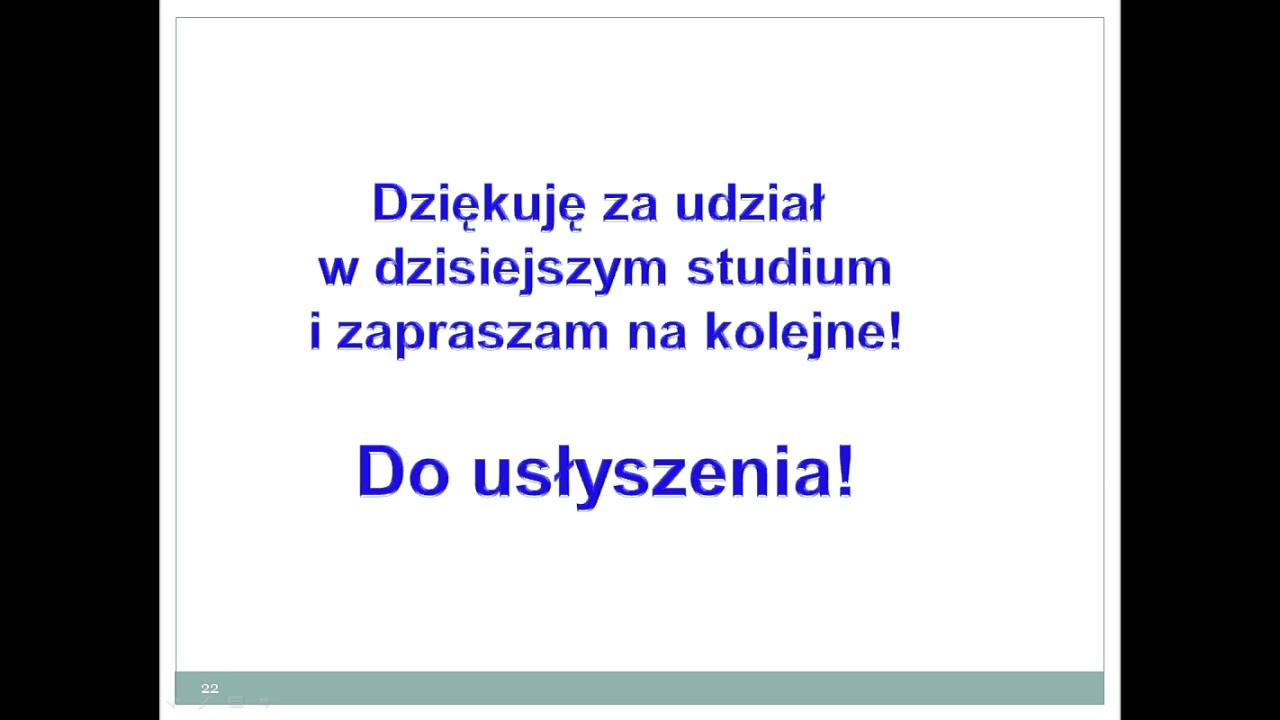 Dziękuję za udział
w dzisiejszym studium
i zapraszam na kolejne!
Do usłyszenia!
22